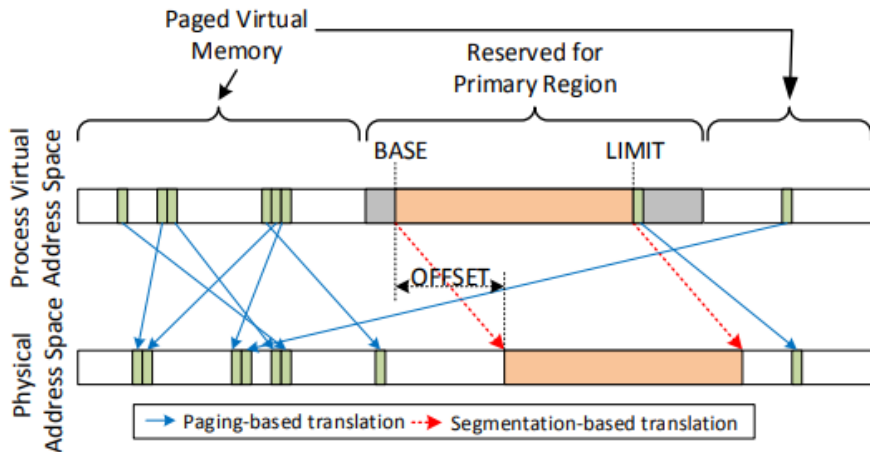 Paged Virtual
Memory
Reserved for
Primary Region
BASE
LIMIT
Process Virtual
Address Space
OFFSET
Physical
Address Space
Paging-based translation
Segmentation-based translation